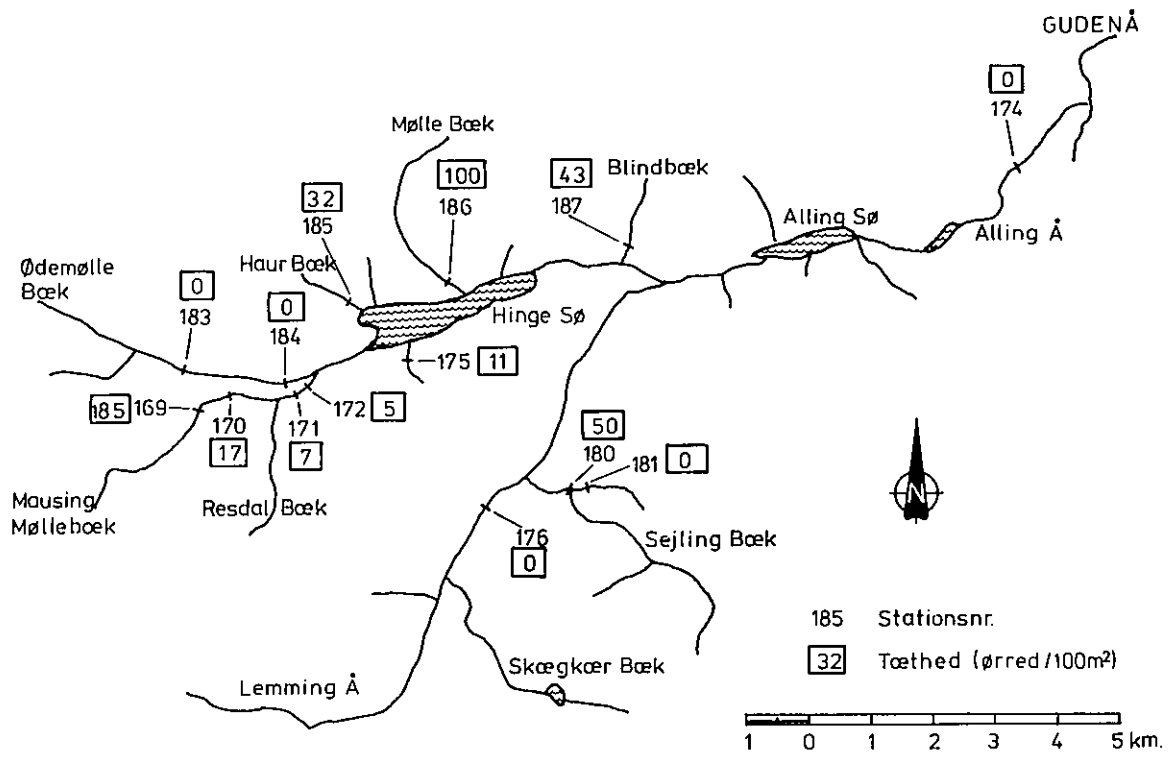 GUDENÅ
0
174
Mølle Bæk
100
186
43
187
Blindbæk
32
185
Alling Sø
Alling Å
Ødemølle
Bæk
Haur Bæk
0
183
0
184
Hinge Sø
175 11
185 169
172 5
170
17
171
7
50
180
181 0
Mausing
Møllebæk
Resdal Bæk
N
176
0
Sejling Bæk
185 Stationsnr.
32 Tæthed (ørred/100m²)
Skægkær Bæk
Lemming Å
1 0 1 2 3 4 5 km.